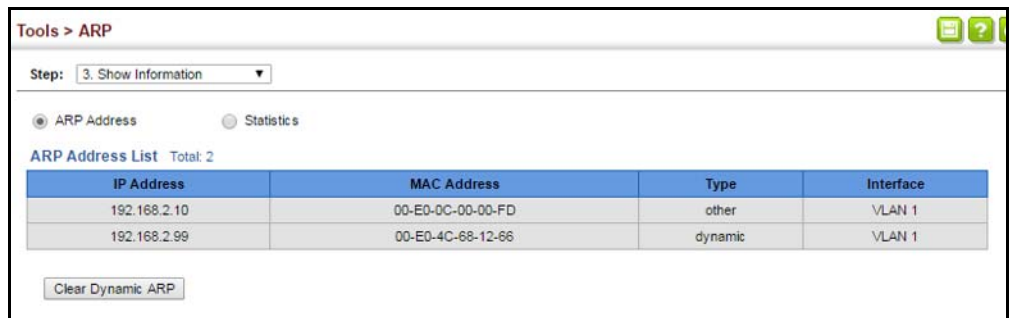 Tools > ARP
?
Step: 3. Show Information
ARP Address Statistics
ARP Address List Total: 2
IP Address MAC Address Type Interface
192.168.2.10 00-E0-0C-00-00-FD other VLAN 1
192.168.2.99 00-E0-4C-68-12-66 dynamic VLAN 1
Clear Dynamic ARP